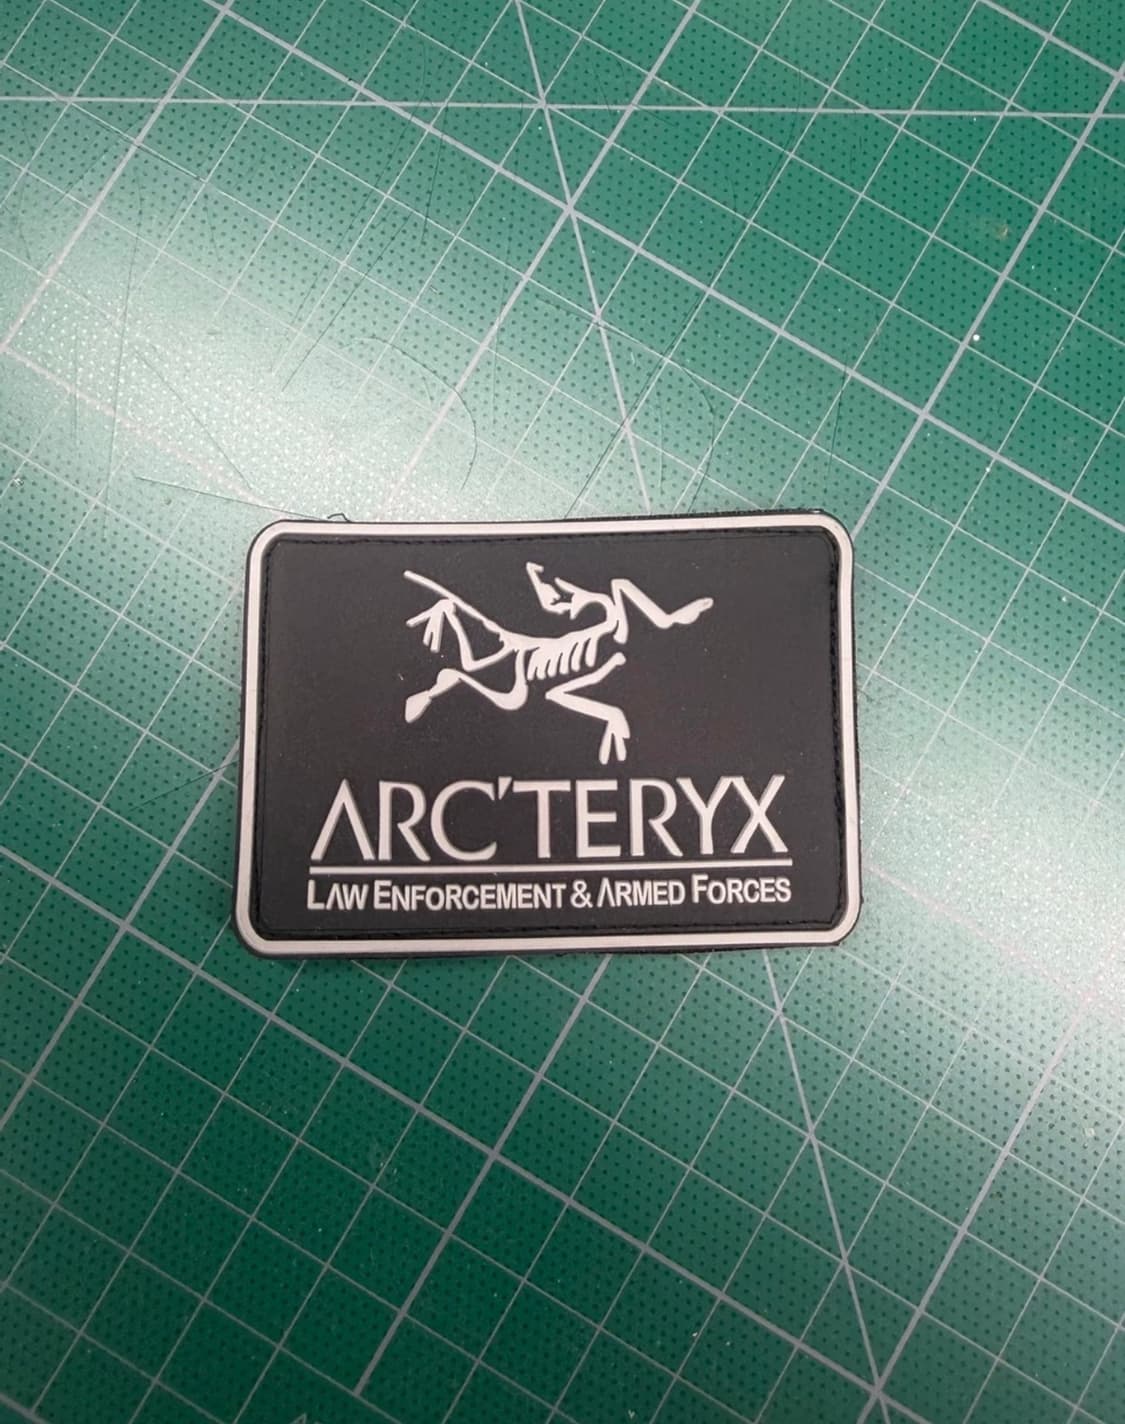 ARC'TERYX
LAW ENFORCEMENT & ARMED FORCES